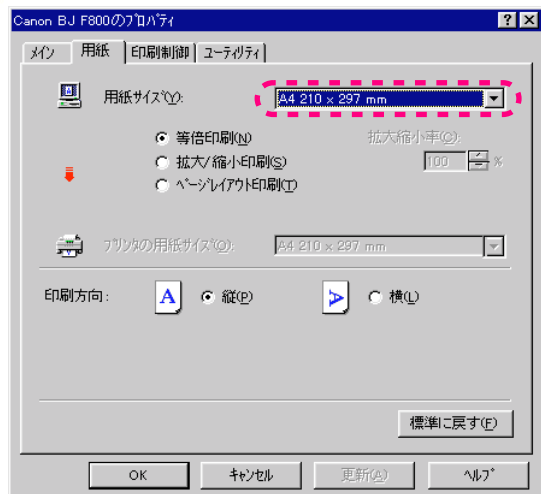 Canon BJ F800のﾌﾟﾛﾊﾟﾃｨ
ﾒｲﾝ 用紙 印刷制御 ﾕｰﾃｨﾘﾃｨ
用紙ｻｲｽﾞ(Y): A4 210 x 297 mm
等倍印刷(N) 拡大縮小率(C):
拡大/縮小印刷(S) 100 %
ﾍﾟｰｼﾞﾚｲｱｳﾄ印刷(T)
ﾌﾟﾘﾝﾀの用紙ｻｲｽﾞ(O): A4 210 x 297 mm
印刷方向: A 縦(P) A 横(L)
標準に戻す(F)
OK ｷｬﾝｾﾙ 更新(A) ﾍﾙﾌﾟ